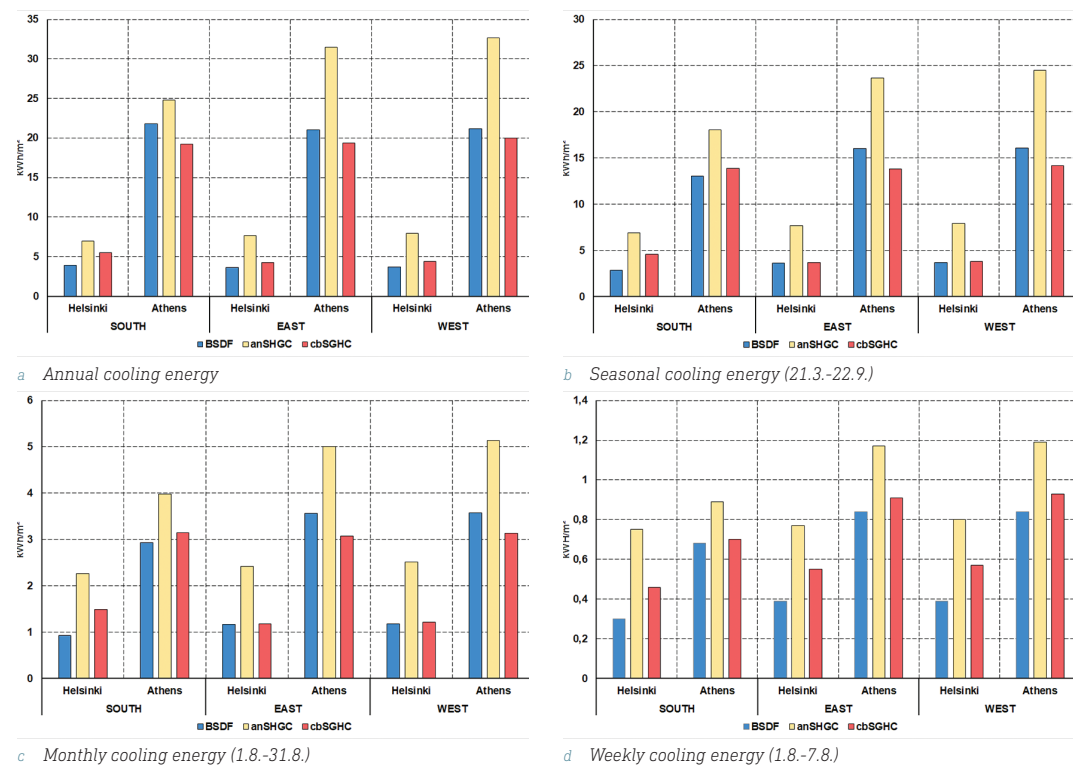 35
30
25
20
15
10
5
0
kWh/m²
Helsinki Athens Helsinki Athens Helsinki Athens
SOUTH EAST WEST
BSDF anSHGC cbSGHC
a Annual cooling energy
30
25
20
15
10
5
0
kWh/m²
Helsinki Athens Helsinki Athens Helsinki Athens
SOUTH EAST WEST
BSDF anSHGC cbSGHC
b Seasonal cooling energy (21.3.-22.9.)
6
5
4
3
2
1
0
kWh/m²
Helsinki Athens Helsinki Athens Helsinki Athens
SOUTH EAST WEST
BSDF anSHGC cbSGHC
c Monthly cooling energy (1.8.-31.8.)
1,4
1,2
1
0,8
0,6
0,4
0,2
0
kWH/m²
Helsinki Athens Helsinki Athens Helsinki Athens
SOUTH EAST WEST
BSDF anSHGC cbSGHC
d Weekly cooling energy (1.8.-7.8.)